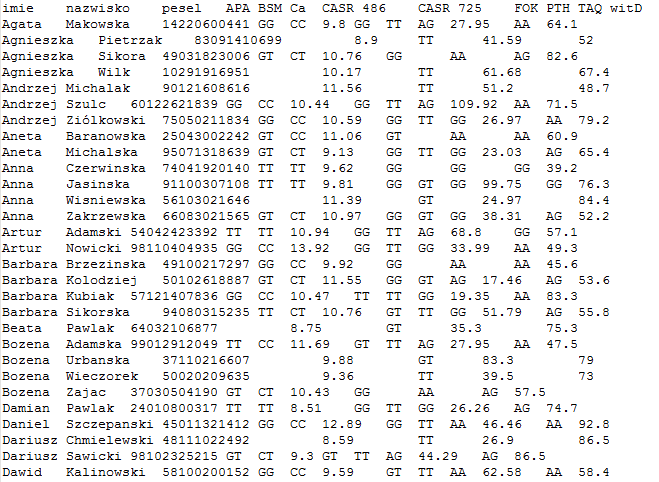 imie	nazwisko	pesel	APA	BSM	Ca	CASR 486	CASR 725	FOK	PTH	TAQ	witD
Agata	Makowska	14220600441	GG	CC	9.8	GG	TT	AG	27.95	AA	64.1
Agnieszka	Pietrzak	83091410699			8.9		TT		41.59		52
Agnieszka	Sikora	49031823006	GT	CT	10.76	GG		AA		AG	82.6
Agnieszka	Wilk	10291916951			10.17		TT		61.68		67.4
Andrzej	Michalak	90121608616			11.56		TT		51.2		48.7
Andrzej	Szulc	60122621839	GG	CC	10.44	GG	TT	AG	109.92	AA	71.5
Andrzej	Ziólkowski	75050211834	GG	CC	10.59	GG	TT	GG	26.97	AA	79.2
Aneta	Baranowska	25043002242	GT	CC	11.06	GT		AA		AA	60.9
Aneta	Michalska	95071318639	GT	CT	9.13	GG	TT	GG	23.03	AG	65.4
Anna	Czerwinska	74041920140	TT	TT	9.62	GG		GG		GG	39.2
Anna	Jasinska	91100307108	TT	TT	9.81	GG	GT	GG	99.75	GG	76.3
Anna	Wisniewska	56103021646			11.39		GT		24.97		84.4
Anna	Zakrzewska	66083021565	GT	CT	10.97	GG	GT	GG	38.31	AG	52.2
Artur	Adamski	54042423392	TT	TT	10.94	GG	TT	AG	68.8	GG	57.1
Artur	Nowicki	98110404935	GG	CC	13.92	GG	TT	GG	33.99	AA	49.3
Barbara	Brzezinska	49100217297	GG	CC	9.92	GG		AA		AA	45.6
Barbara	Kolodziej	50102618887	GT	CT	11.55	GG	GT	AG	17.46	AG	53.6
Barbara	Kubiak	57121407836	GG	CC	10.47	TT	TT	GG	19.35	AA	83.3
Barbara	Sikorska	94080315235	TT	CT	10.76	GT	TT	GG	51.79	AG	55.8
Beata	Pawlak	64032106877			8.75		GT		35.3		75.3
Bozena	Adamska	99012912049	TT	CC	11.69	GT	TT	AG	27.95	AA	47.5
Bozena	Urbanska	37110216607			9.88		GT		83.3		79
Bozena	Wieczorek	50020209635			9.36		TT		39.5		73
Bozena	Zajac	37030504190	GT	CT	10.43	GG		AA		AG	57.5
Damian	Pawlak	24010800317	TT	TT	8.51	GG	TT	GG	26.26	AG	74.7
Daniel	Szczepanski	45011321412	GG	CC	12.89	GG	TT	AA	46.46	AA	92.8
Dariusz	Chmielewski	48111022492			8.59		TT		26.9		86.5
Dariusz	Sawicki	98102325215	GT	CT	9.3	GT	TT	AG	44.29	AG	86.5
Dawid	Kalinowski	58100200152	GG	CC	9.59	GT	TT	AA	62.58	AA	58.4